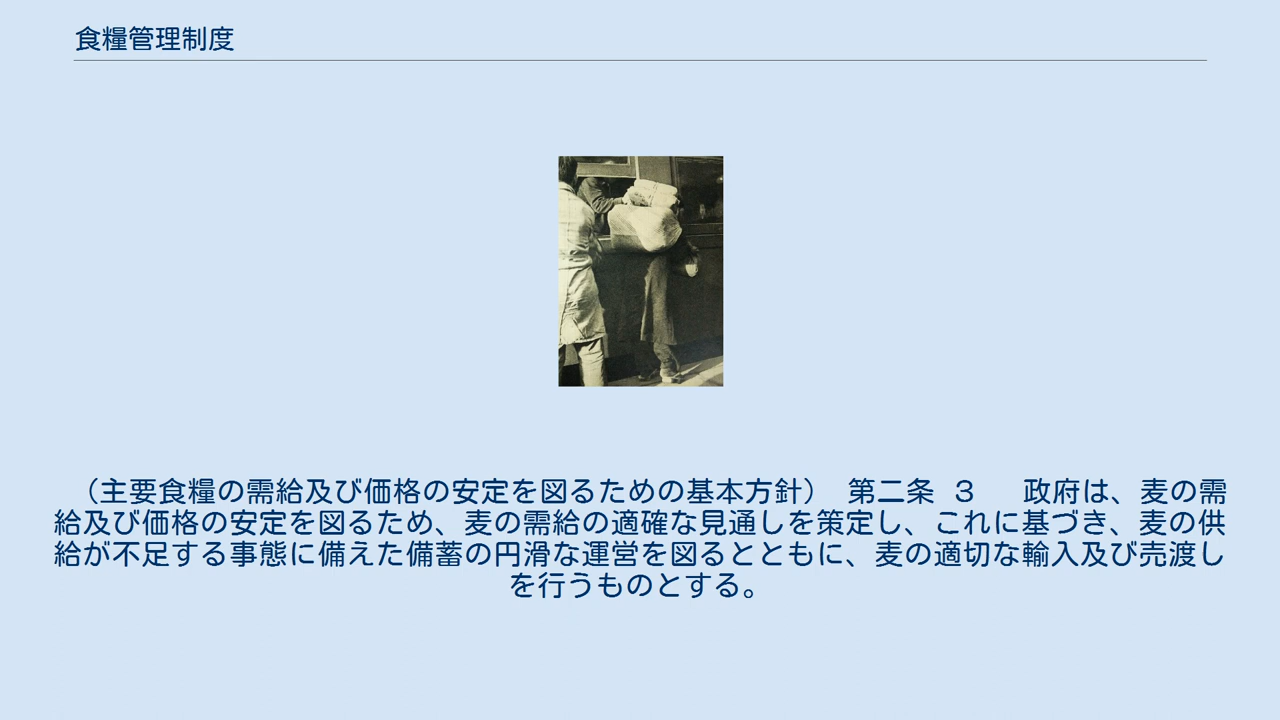 食糧管理制度
（主要食糧の需給及び価格の安定を図るための基本方針） 第二条 ３　 政府は、麦の需
給及び価格の安定を図るため、麦の需給の適確な見通しを策定し、これに基づき、麦の供
給が不足する事態に備えた備蓄の円滑な運営を図るとともに、麦の適切な輸入及び売渡し
を行うものとする。